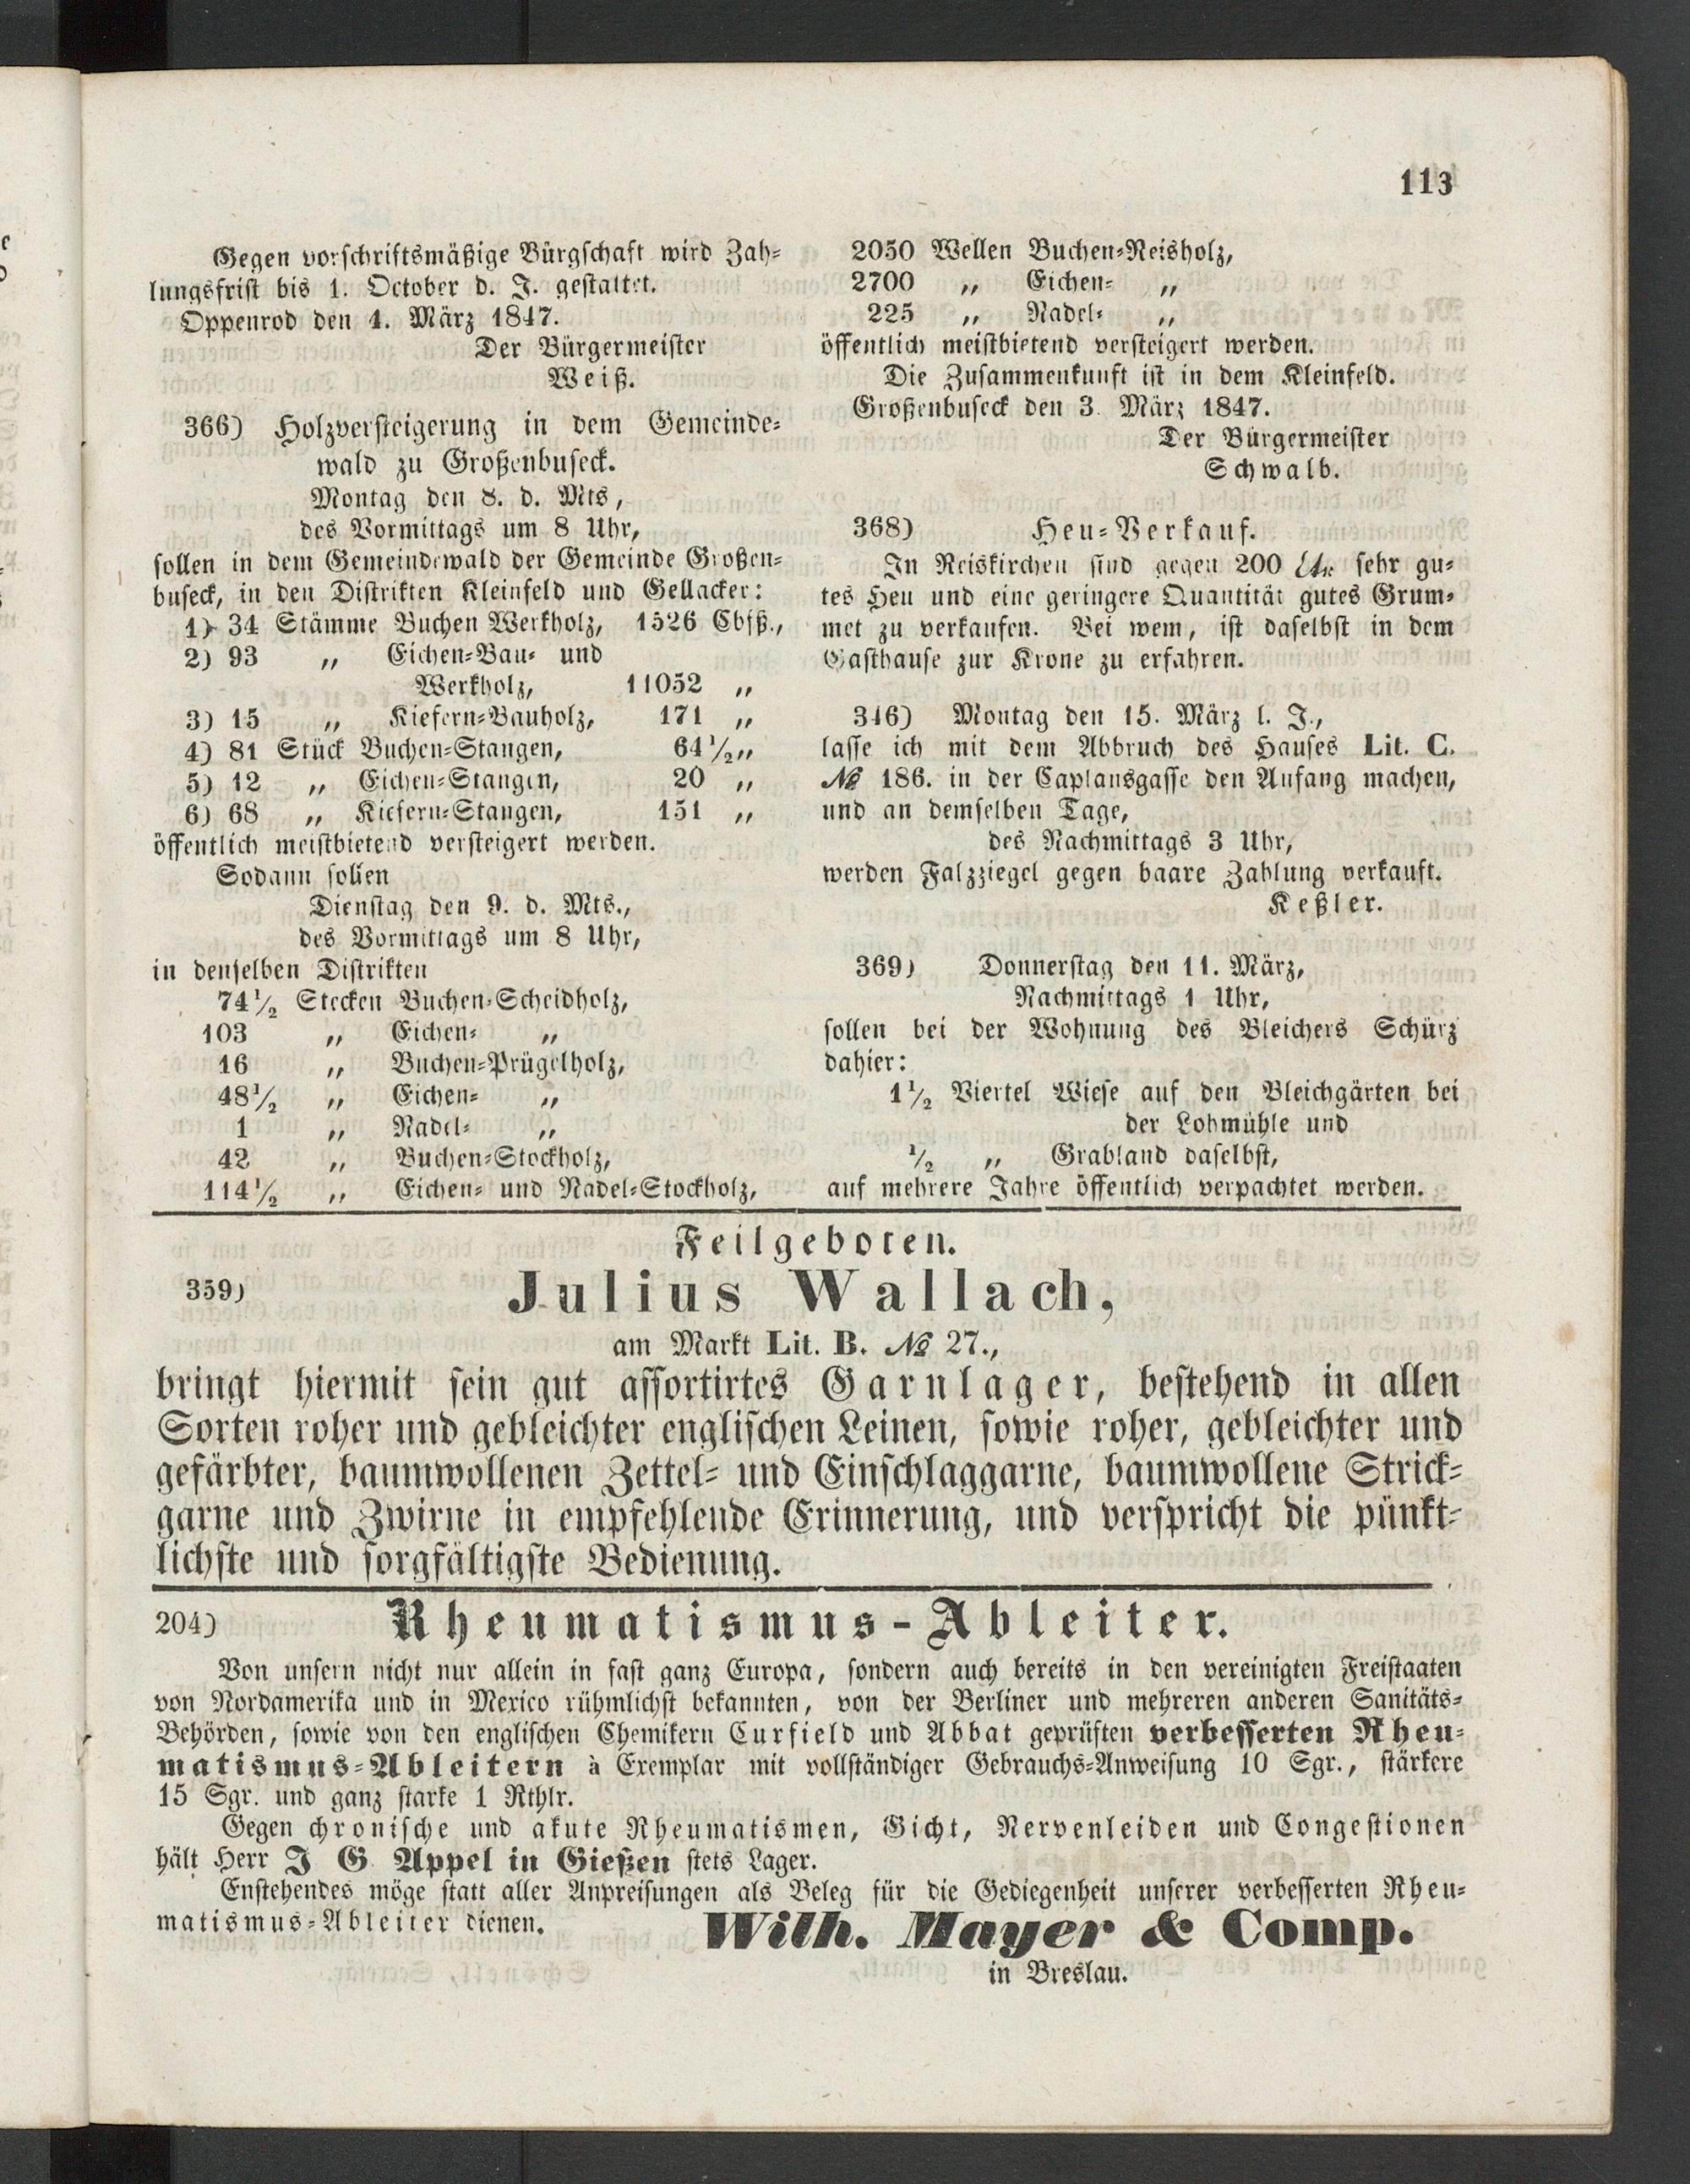 113
Gegen vorschriftsmäßige Bürgschaft wird Zah-
lungsfrist bis 1. October d. J. gestattet.
Oppenrod den 1. März 1847.
Der Bürgermeister
Weiß.
366) Holzversteigerung in dem Gemeinde-
wald zu Großenbuseck.
Montag den 8. d. Mts,
des Vormittags um 8 Uhr,
sollen in dem Gemeindewald der Gemeinde Großen-
buseck, in den Distrikten Kleinfeld und Gellacker:
1) 34 Stämme Buchen Werkholz, 1526 Cbfß.,
2) 93 „ Eichen-Bau- und
Werkholz, 11052 „
3) 15 „ Kiefern-Bauholz, 171 „
4) 81 Stück Buchen-Stangen, 64½ „
5) 12 „ Eichen-Stangen, 20 „
6) 68 „ Kiefern-Stangen, 151 „
öffentlich meistbietend versteigert werden.
Sodann sollen
Dienstag den 9. d. Mts.,
des Vormittags um 8 Uhr,
in denselben Distrikten
74½ Stecken Buchen-Scheidholz,
103 „ Eichen- „
16 „ Buchen-Prügelholz,
48½ „ Eichen- „
1 „ Nadel- „
42 „ Buchen-Stockholz,
114½ „ Eichen- und Nadel-Stockholz,
2050 Wellen Buchen-Reisholz,
2700 „ Eichen- „
225 „ Nadel- „
öffentlich meistbietend versteigert werden.
Die Zusammenkunft ist in dem Kleinfeld.
Großenbuseck den 3. März 1847.
Der Bürgermeister
Schwalb.
368) Heu-Verkauf.
In Reiskirchen sind gegen 200 sehr gu-
tes Heu und eine geringere Quantität gutes Grum-
met zu verkaufen. Bei wem, ist daselbst in dem
Gasthause zur Krone zu erfahren.
346) Montag den 15. März l. J.,
lasse ich mit dem Abbruch des Hauses Lit. C.
№ 186. in der Caplansgasse den Anfang machen,
und an demselben Tage,
des Nachmittags 3 Uhr,
werden Falzziegel gegen baare Zahlung verkauft.
Keßler.
369) Donnerstag den 11. März,
Nachmittags 1 Uhr,
sollen bei der Wohnung des Bleichers Schürz
dahier:
1½ Viertel Wiese auf den Bleichgärten bei
der Lohmühle und
½ „ Grabland daselbst,
auf mehrere Jahre öffentlich verpachtet werden.
Feilgeboten.
359) Julius Wallach,
am Markt Lit. B. № 27.,
bringt hiermit sein gut assortirtes Garnlager, bestehend in allen
Sorten roher und gebleichter englischen Leinen, sowie roher, gebleichter und
gefärbter, baumwollenen Zettel- und Einschlaggarne, baumwollene Strick-
garne und Zwirne in empfehlende Erinnerung, und verspricht die pünkt-
lichste und sorgfältigste Bedienung.
204) Rheumatismus-Ableiter.
Von unsern nicht nur allein in fast ganz Europa, sondern auch bereits in den vereinigten Freistaaten
von Nordamerika und in Mexico rühmlichst bekannten, von der Berliner und mehreren anderen Sanitäts-
Behörden, sowie von den englischen Chemikern Curfield und Abbat geprüften verbesserten Rheu-
matismus-Ableitern à Exemplar mit vollständiger Gebrauchs-Anweisung 10 Sgr., stärkere
15 Sgr. und ganz starke 1 Rthlr.
Gegen chronische und akute Rheumatismen, Gicht, Nervenleiden und Congestionen
hält Herr J G Appel in Gießen stets Lager.
Enstehendes möge statt aller Anpreisungen als Beleg für die Gediegenheit unserer verbesserten Rheu-
matismus-Ableiter dienen.
Wilh. Mayer & Comp.
in Breslau.